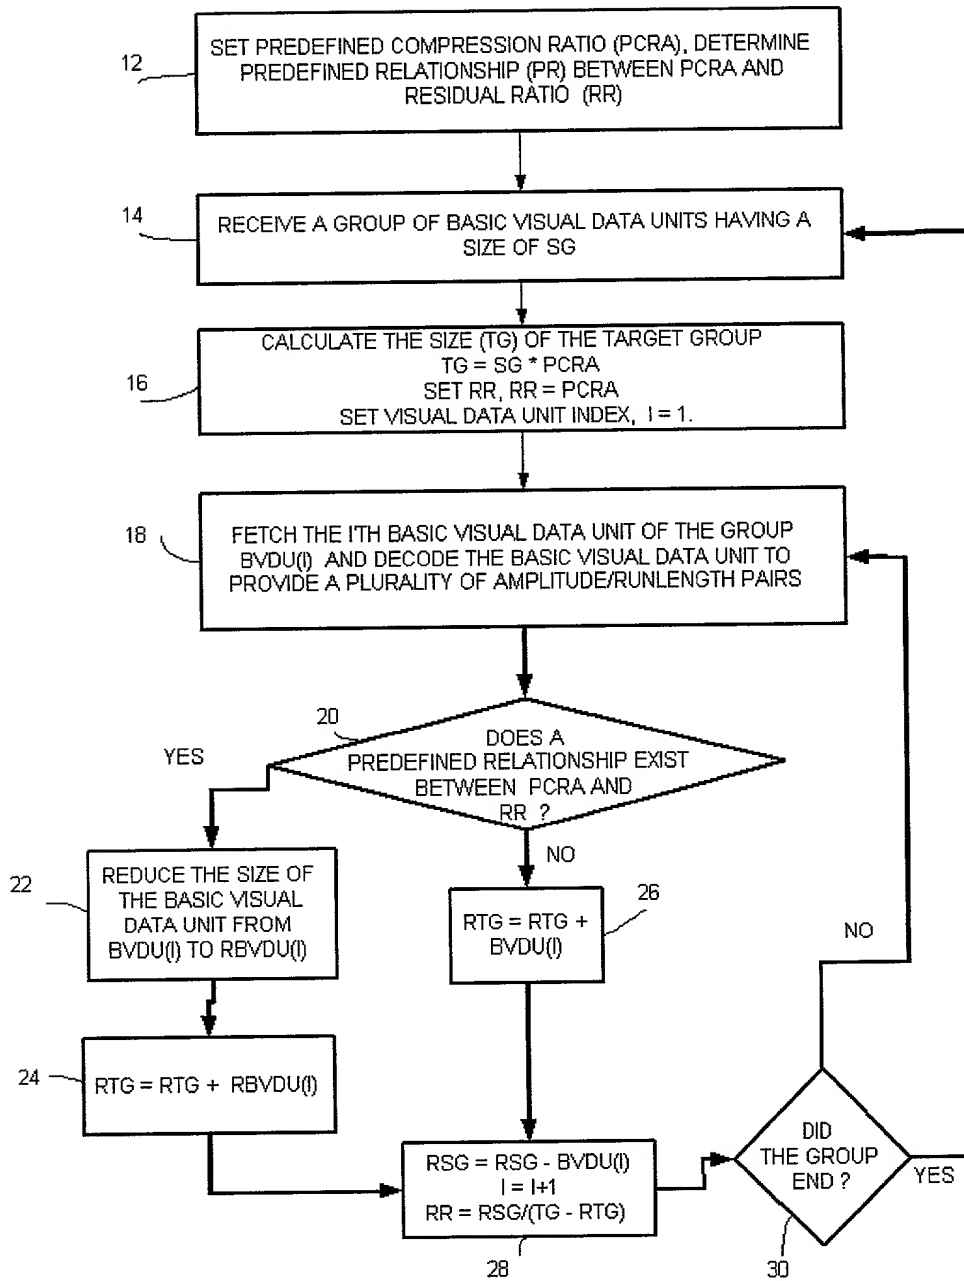 12
SET PREDEFINED COMPRESSION RATIO (PCRA), DETERMINE
PREDEFINED RELATIONSHIP (PR) BETWEEN PCRA AND
RESIDUAL RATIO (RR)
14
RECEIVE A GROUP OF BASIC VISUAL DATA UNITS HAVING A
SIZE OF SG
16
CALCULATE THE SIZE (TG) OF THE TARGET GROUP
TG = SG * PCRA
SET RR, RR = PCRA
SET VISUAL DATA UNIT INDEX, I = 1.
18
FETCH THE I'TH BASIC VISUAL DATA UNIT OF THE GROUP
BVDU(I) AND DECODE THE BASIC VISUAL DATA UNIT TO
PROVIDE A PLURALITY OF AMPLITUDE/RUNLENGTH PAIRS
20
DOES A
PREDEFINED RELATIONSHIP EXIST
BETWEEN PCRA AND
RR ?
YES
NO
22
REDUCE THE SIZE OF
THE BASIC VISUAL
DATA UNIT FROM
BVDU(I) TO RBVDU(I)
26
RTG = RTG +
BVDU(I)
NO
24
RTG = RTG + RBVDU(I)
RSG = RSG - BVDU(I)
I = I+1
RR = RSG/(TG - RTG)
28
DID
THE GROUP
END ?
YES
30